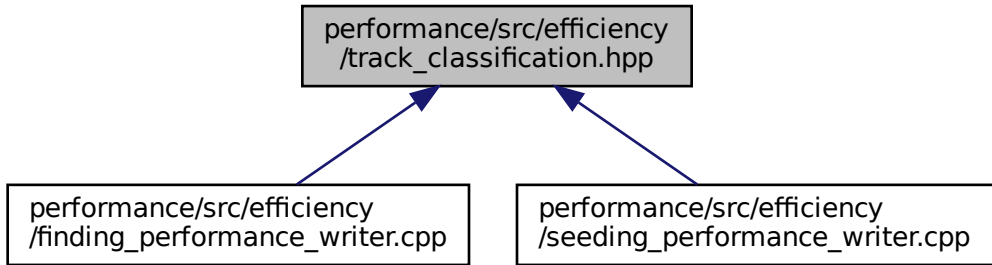 performance/src/efficiency
/track_classification.hpp
performance/src/efficiency
/finding_performance_writer.cpp
performance/src/efficiency
/seeding_performance_writer.cpp